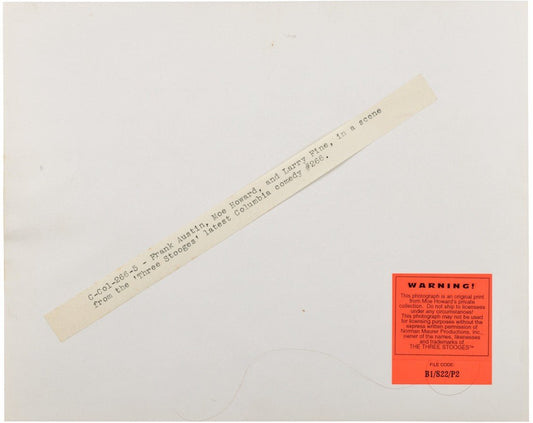 C-Col-266-5 - Frank Austin, Moe Howard, and Larry Fine, in a scene
from the 'Three Stooges' latest Columbia comedy #266.
WARNING!
This photograph is an original print
from Moe Howard's private
collection. Do not ship to licensees
under any circumstances!
This photograph may not be used
for licensing purposes without the
express written permission of
Norman Maurer Productions, Inc.,
owner of the names, likenesses
and trademarks of
THE THREE STOOGES™
FILE CODE:
B1/S22/P2